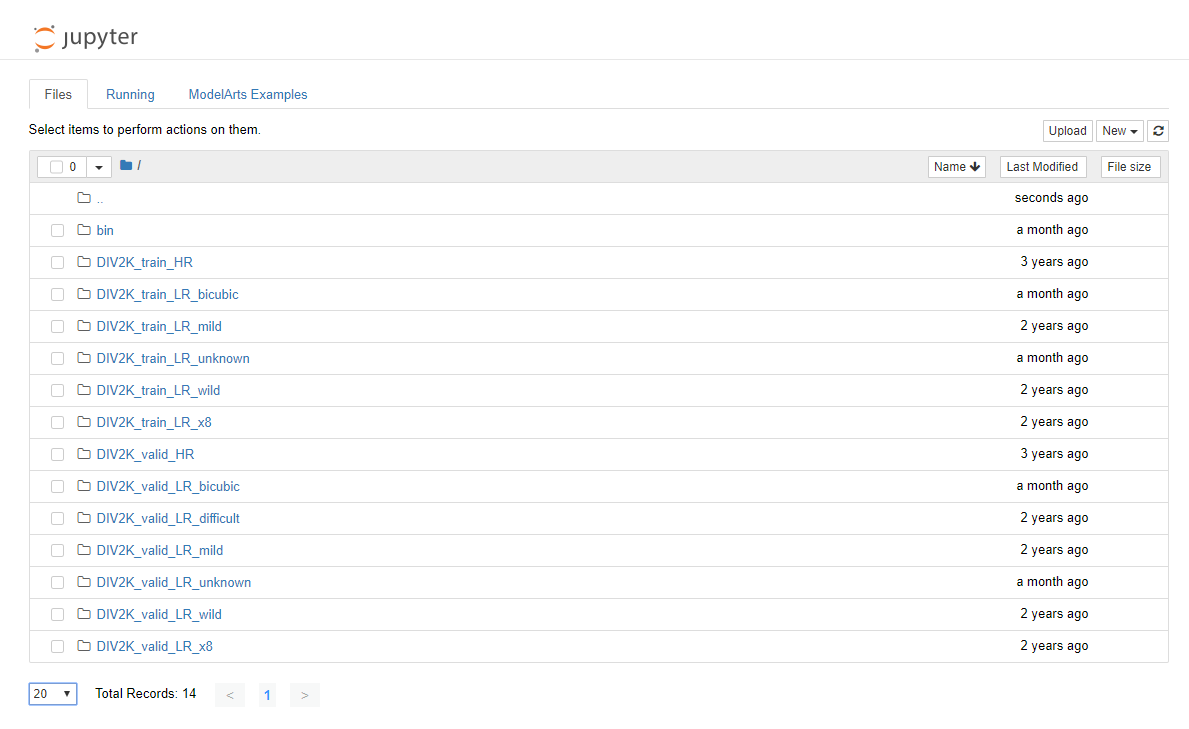 jupyter
Files Running ModelArts Examples
Select items to perform actions on them. Upload New
0 / Name Last Modified File size
.. seconds ago
bin a month ago
DIV2K_train_HR 3 years ago
DIV2K_train_LR_bicubic a month ago
DIV2K_train_LR_mild 2 years ago
DIV2K_train_LR_unknown a month ago
DIV2K_train_LR_wild 2 years ago
DIV2K_train_LR_x8 2 years ago
DIV2K_valid_HR 3 years ago
DIV2K_valid_LR_bicubic a month ago
DIV2K_valid_LR_difficult 2 years ago
DIV2K_valid_LR_mild 2 years ago
DIV2K_valid_LR_unknown a month ago
DIV2K_valid_LR_wild 2 years ago
DIV2K_valid_LR_x8 2 years ago
20 Total Records: 14 < 1 >